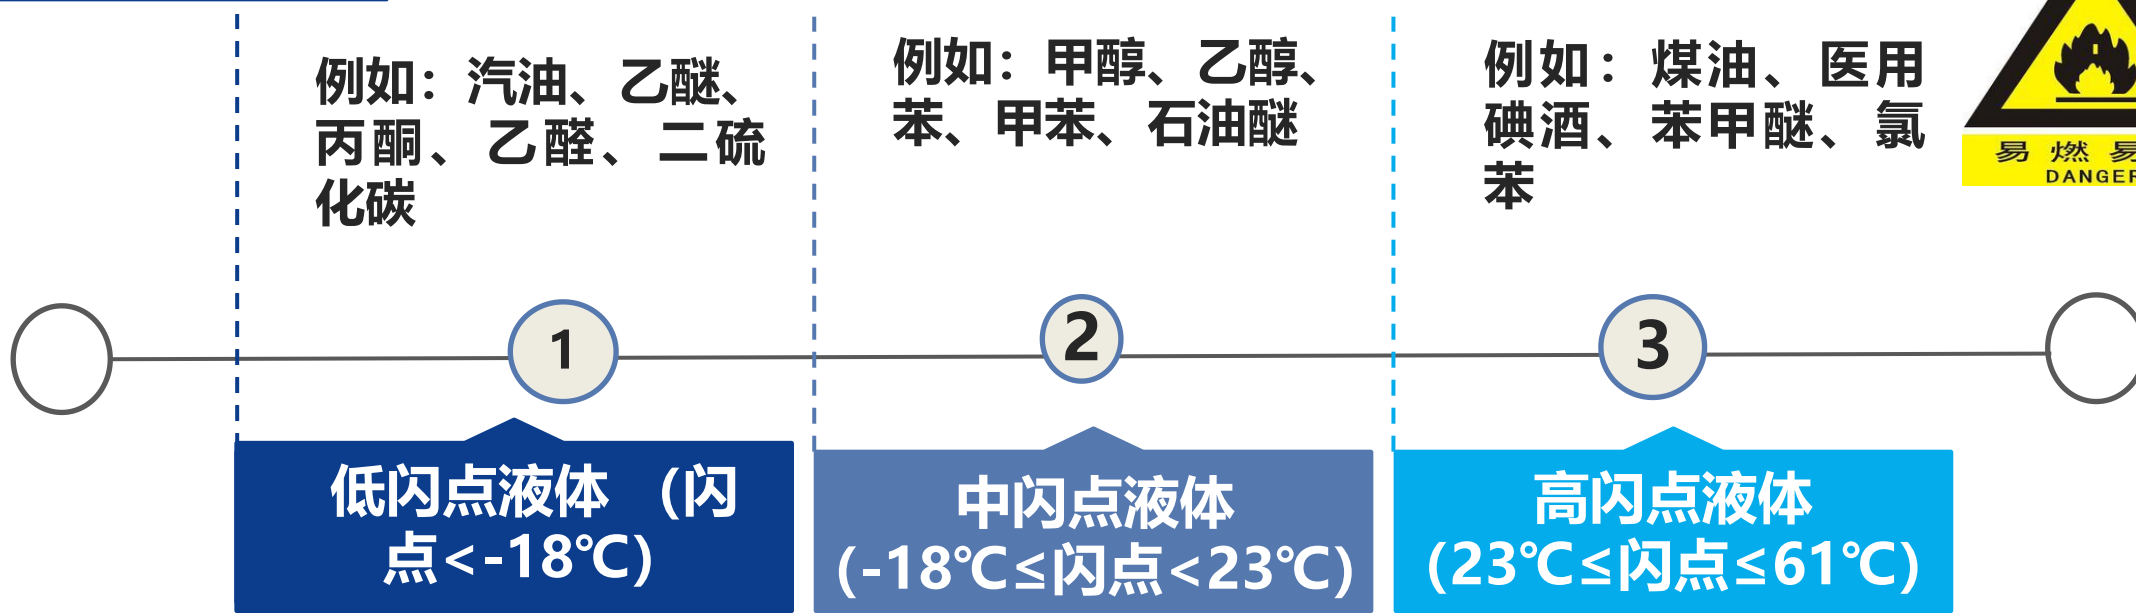 例如：汽油、乙醚、
丙酮、乙醛、二硫
化碳
例如：甲醇、乙醇、
苯、甲苯、石油醚
例如：煤油、医用
碘酒、苯甲醚、氯
苯
易 燃 易
DANGER
1
2
3
低闪点液体 (闪
点<-18℃)
中闪点液体
(-18℃≤闪点<23℃)
高闪点液体
(23℃≤闪点≤61℃)